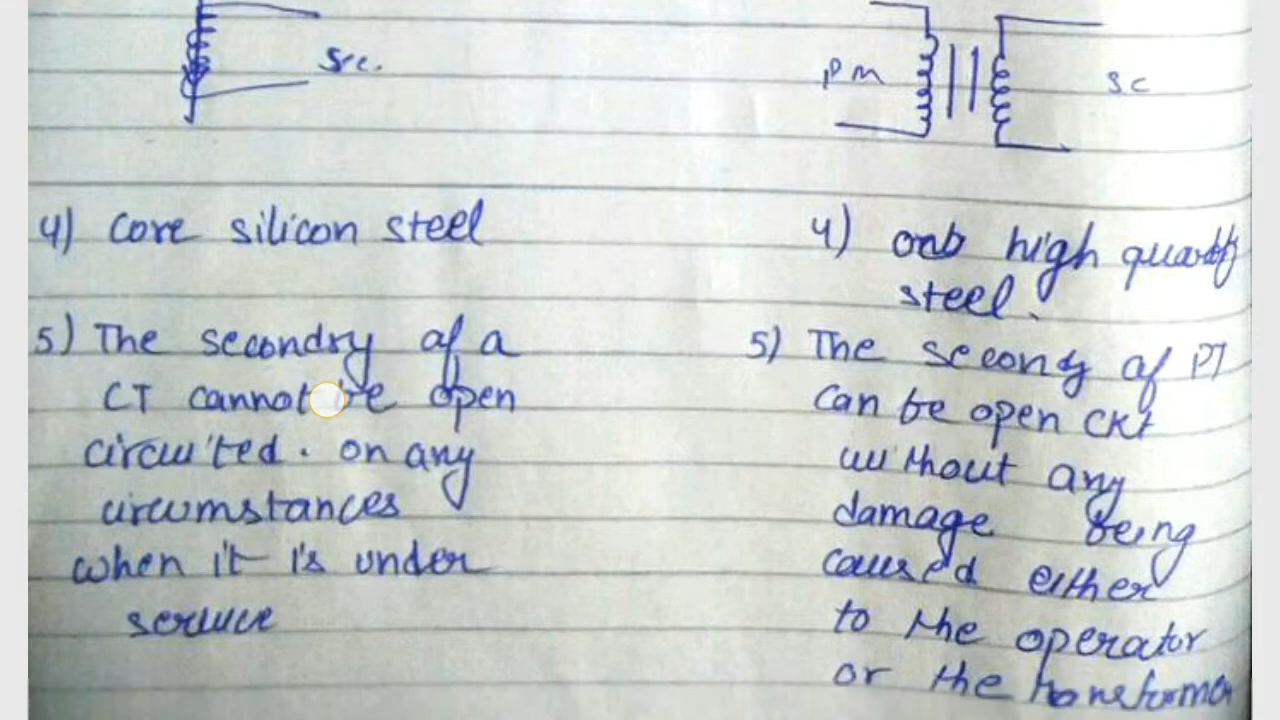 Sec.
PM
SC
4) Core silicon steel
5) The secondry of a
CT cannot be open
circuited. on any
circumstances
when it is under
service
4) high quality
steel.
5) The secondy of PT
can be open ckt
without any
damage being
caused either
to the operator
or the transformer